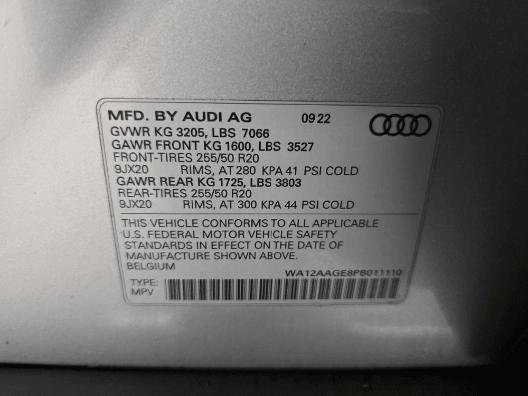 MFD. BY AUDI AG 09 22
GVWR KG 3205, LBS 7066
GAWR FRONT KG 1600, LBS 3527
FRONT-TIRES 255/50 R20
9JX20 RIMS, AT 280 KPA 41 PSI COLD
GAWR REAR KG 1725, LBS 3803
REAR-TIRES 255/50 R20
9JX20 RIMS, AT 300 KPA 44 PSI COLD
THIS VEHICLE CONFORMS TO ALL APPLICABLE
U.S. FEDERAL MOTOR VEHICLE SAFETY
STANDARDS IN EFFECT ON THE DATE OF
MANUFACTURE SHOWN ABOVE.
BELGIUM
WA12AAGE8PB011110
TYPE:
MPV